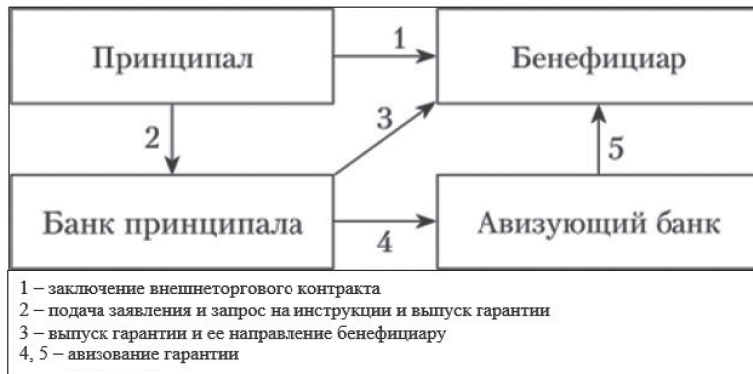 Принципал
1
Бенефициар
2
3
5
Банк принципала
4
Авизующий банк
1 – заключение внешнеторгового контракта
2 – подача заявления и запрос на инструкции и выпуск гарантии
3 – выпуск гарантии и ее направление бенефициару
4, 5 – авизование гарантии